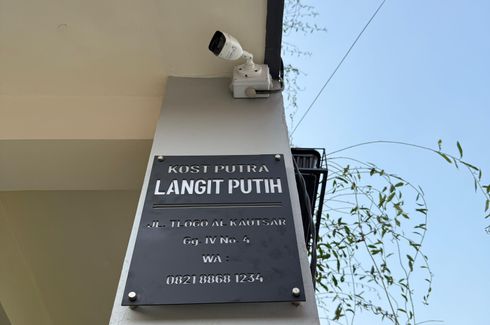 KOST PUTRA
LANGIT PUTIH
JL. TLOGO AL KAUTSAR
Gg. IV No. 4
WA :
0821 8868 1234